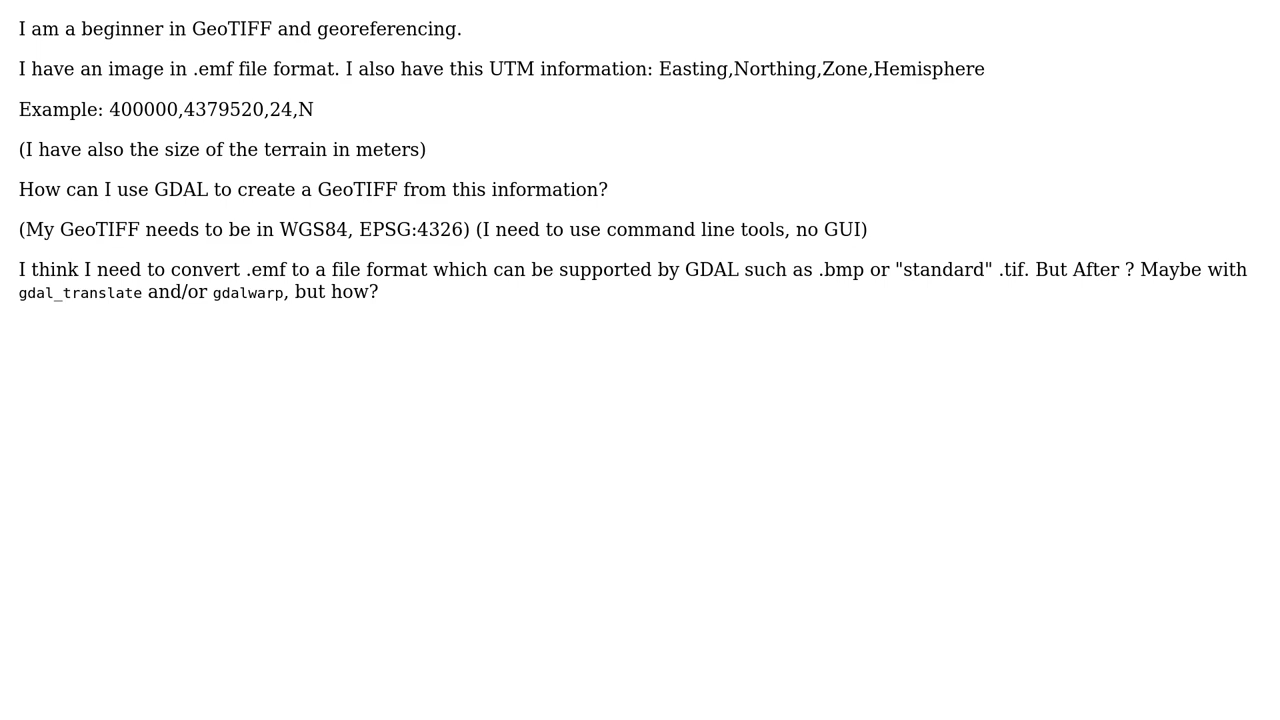 I am a beginner in GeoTIFF and georeferencing.
I have an image in .emf file format. I also have this UTM information: Easting,Northing,Zone,Hemisphere
Example: 400000,4379520,24,N
(I have also the size of the terrain in meters)
How can I use GDAL to create a GeoTIFF from this information?
(My GeoTIFF needs to be in WGS84, EPSG:4326) (I need to use command line tools, no GUI)
I think I need to convert .emf to a file format which can be supported by GDAL such as .bmp or "standard" .tif. But After ? Maybe with
gdal_translate and/or gdalwarp, but how?